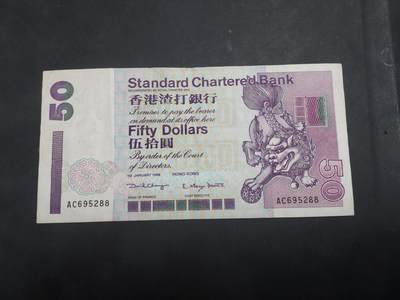 50
Standard Chartered Bank
香港渣打銀行
Promises to pay the bearer
on demand at its office here
Fifty Dollars
伍拾圓
By order of the Court
of Directors.
HONG KONG
AC695288
AC695288
50